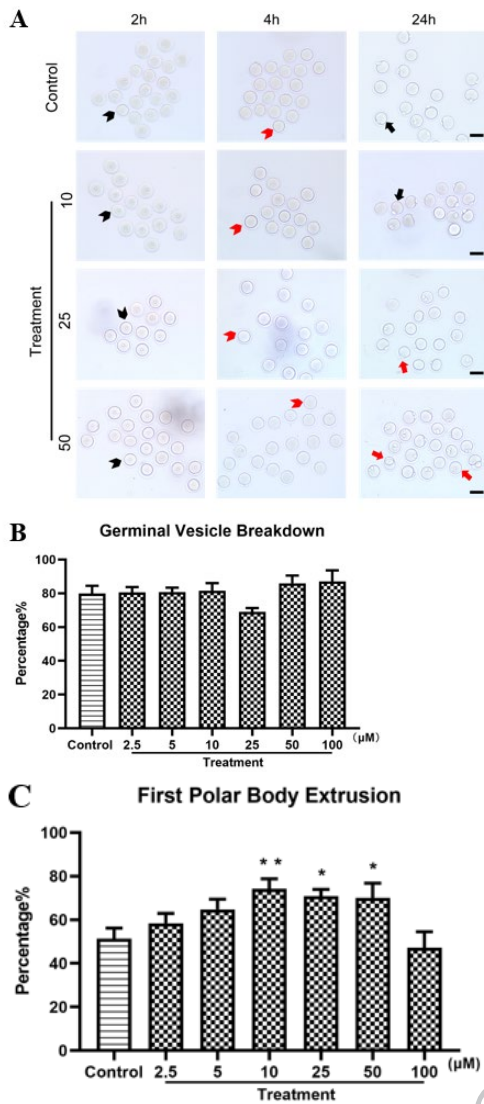 A
2h 4h 24h
Control
10
25
50
Treatment
B
Germinal Vesicle Breakdown
Percentage%
100
80
60
40
20
0
Control 2.5 5 10 25 50 100 (μM)
Treatment
C
First Polar Body Extrusion
Percentage%
100
80
60
40
20
0
** * *
Control 2.5 5 10 25 50 100 (μM)
Treatment